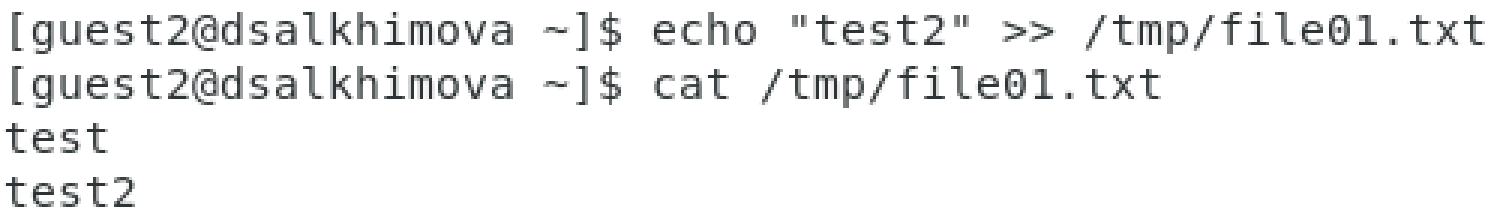 [guest2@dsalkhimova ~]$ echo "test2" >> /tmp/file01.txt
[guest2@dsalkhimova ~]$ cat /tmp/file01.txt
test
test2